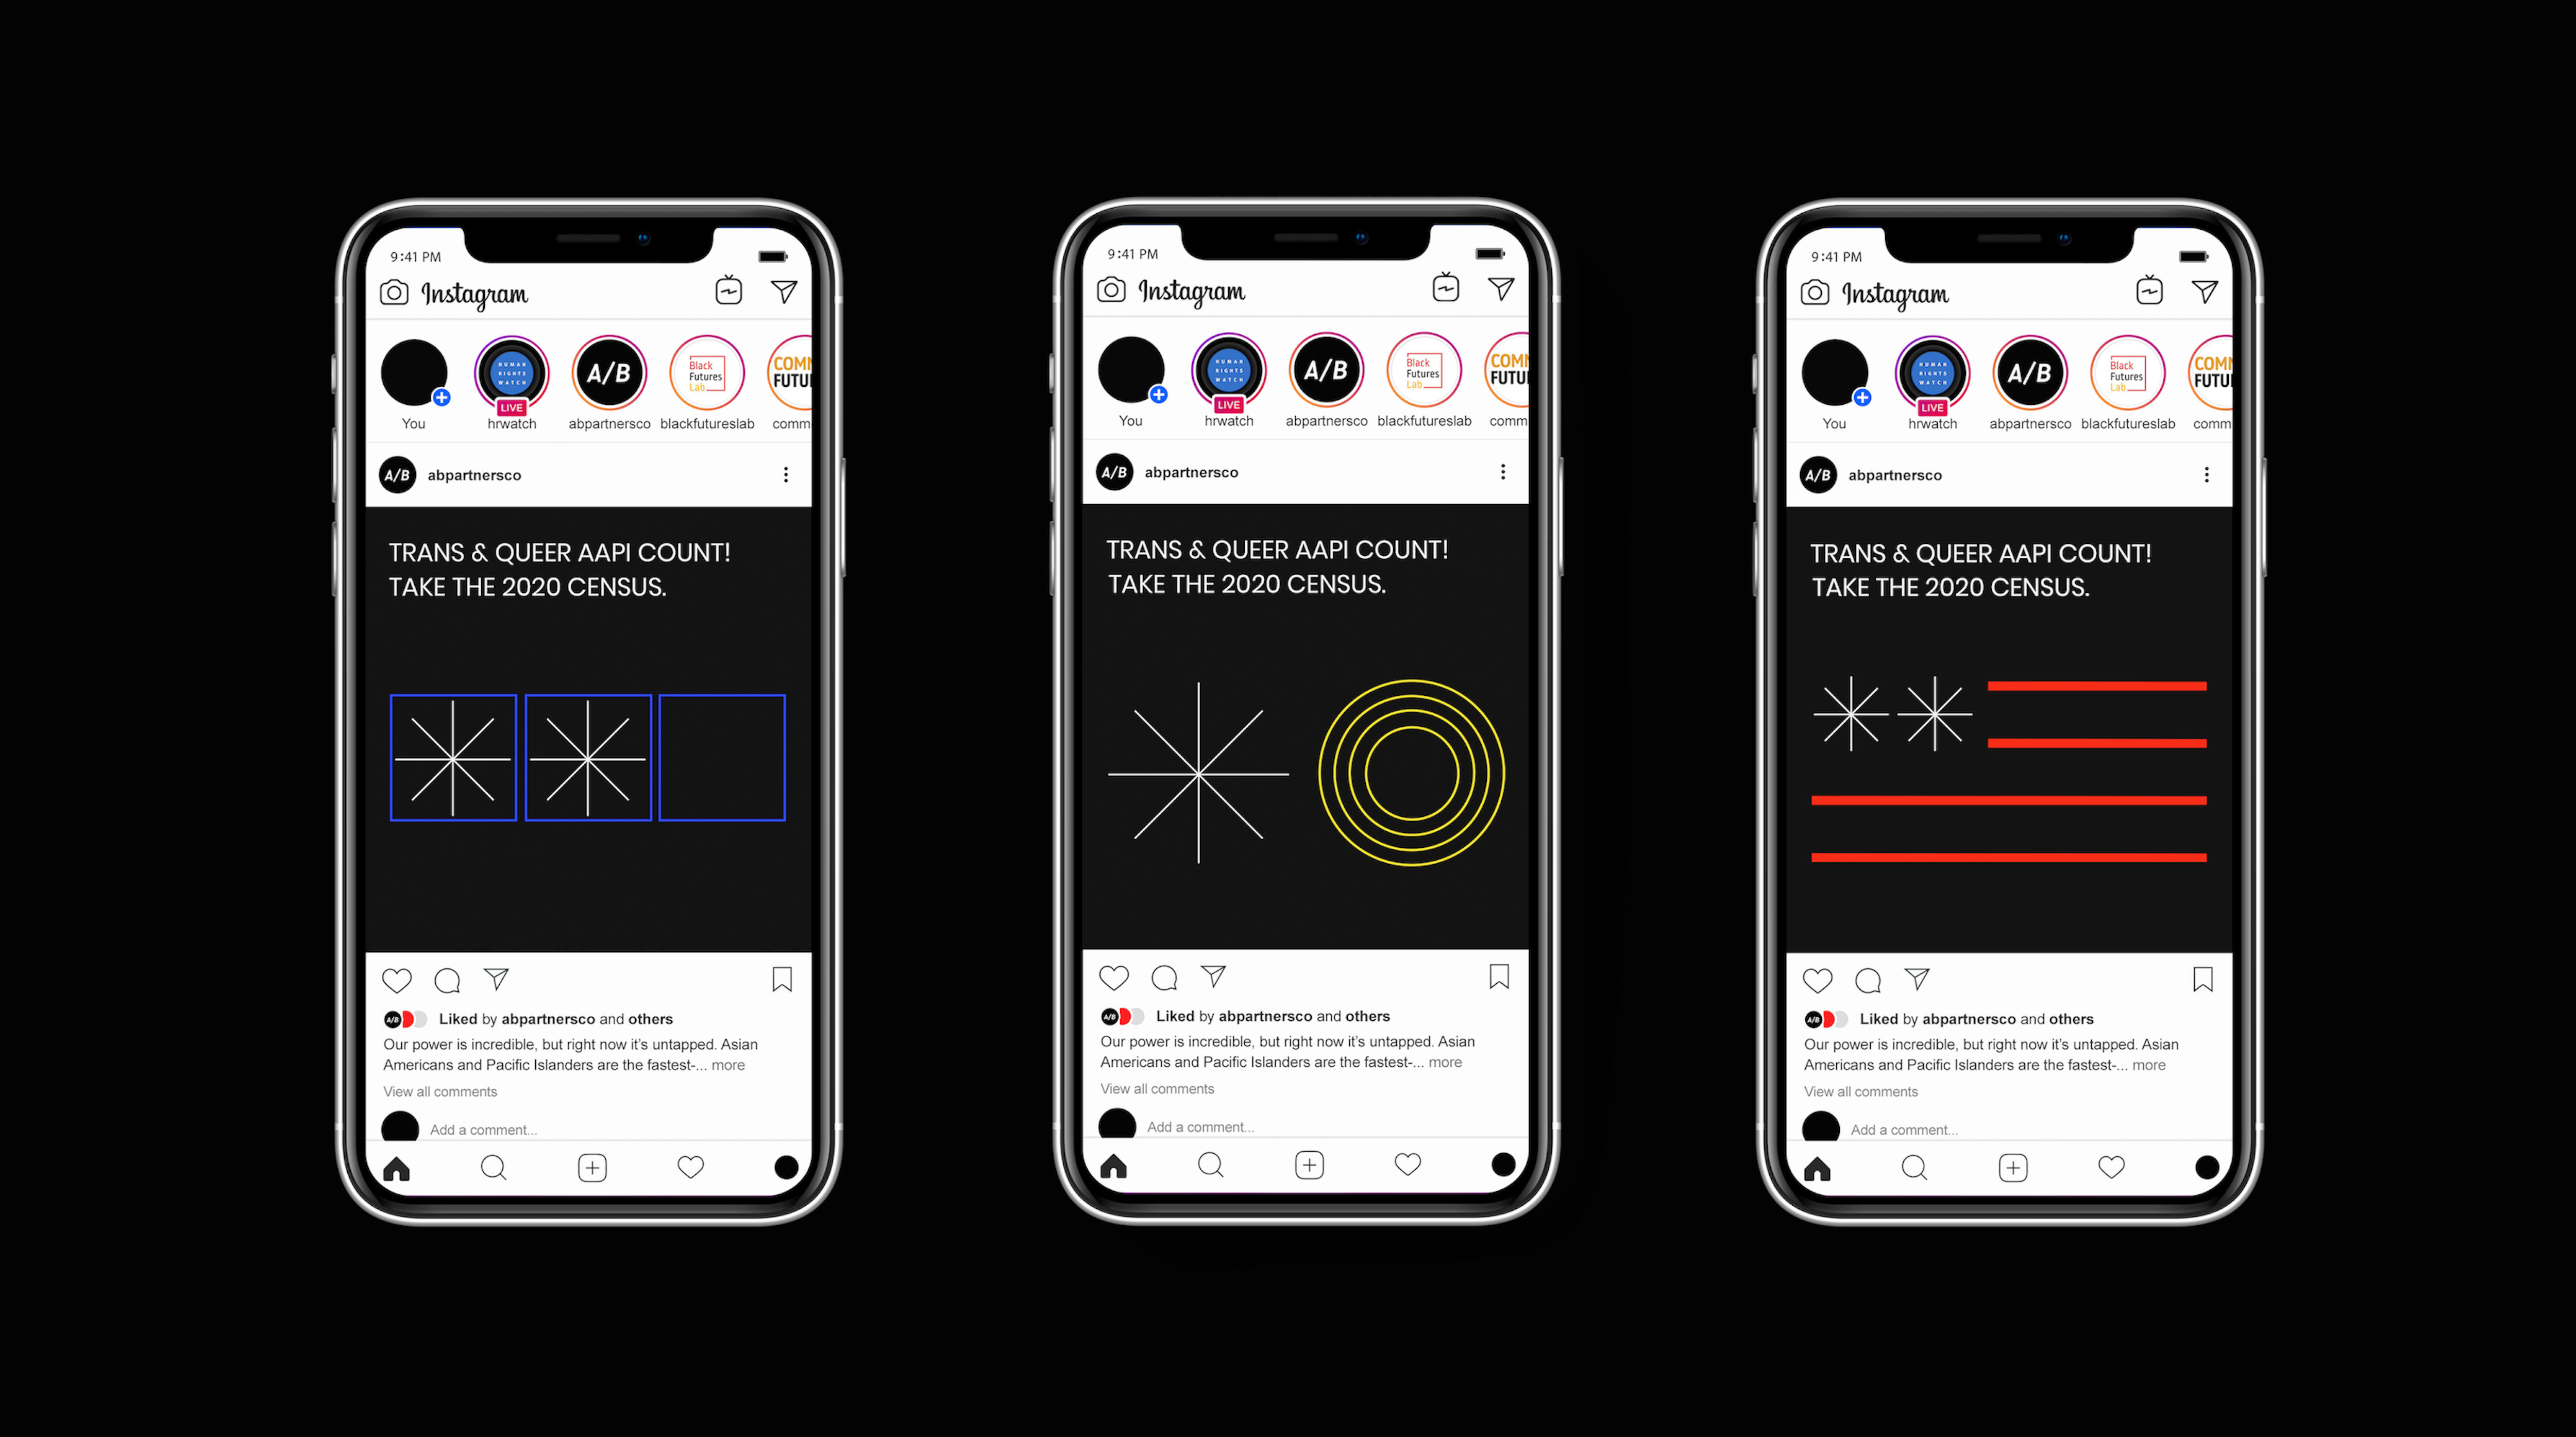 9:41 PM
Instagram
HUMAN
RIGHTS
WATCH
A/B
Black
Futures
Lab
COMM
FUTU
LIVE
You
hrwatch
abpartnersco
blackfutureslab
comm
A/B
abpartnersco
TRANS & QUEER AAPI COUNT!
TAKE THE 2020 CENSUS.
A/B
Liked by abpartnersco and others
Our power is incredible, but right now it’s untapped. Asian
Americans and Pacific Islanders are the fastest-... more
View all comments
Add a comment...
9:41 PM
Instagram
HUMAN
RIGHTS
WATCH
A/B
Black
Futures
Lab
COMM
FUTU
LIVE
You
hrwatch
abpartnersco
blackfutureslab
comm
A/B
abpartnersco
TRANS & QUEER AAPI COUNT!
TAKE THE 2020 CENSUS.
A/B
Liked by abpartnersco and others
Our power is incredible, but right now it’s untapped. Asian
Americans and Pacific Islanders are the fastest-... more
View all comments
Add a comment...
9:41 PM
Instagram
HUMAN
RIGHTS
WATCH
A/B
Black
Futures
Lab
COMM
FUTU
LIVE
You
hrwatch
abpartnersco
blackfutureslab
comm
A/B
abpartnersco
TRANS & QUEER AAPI COUNT!
TAKE THE 2020 CENSUS.
A/B
Liked by abpartnersco and others
Our power is incredible, but right now it’s untapped. Asian
Americans and Pacific Islanders are the fastest-... more
View all comments
Add a comment...